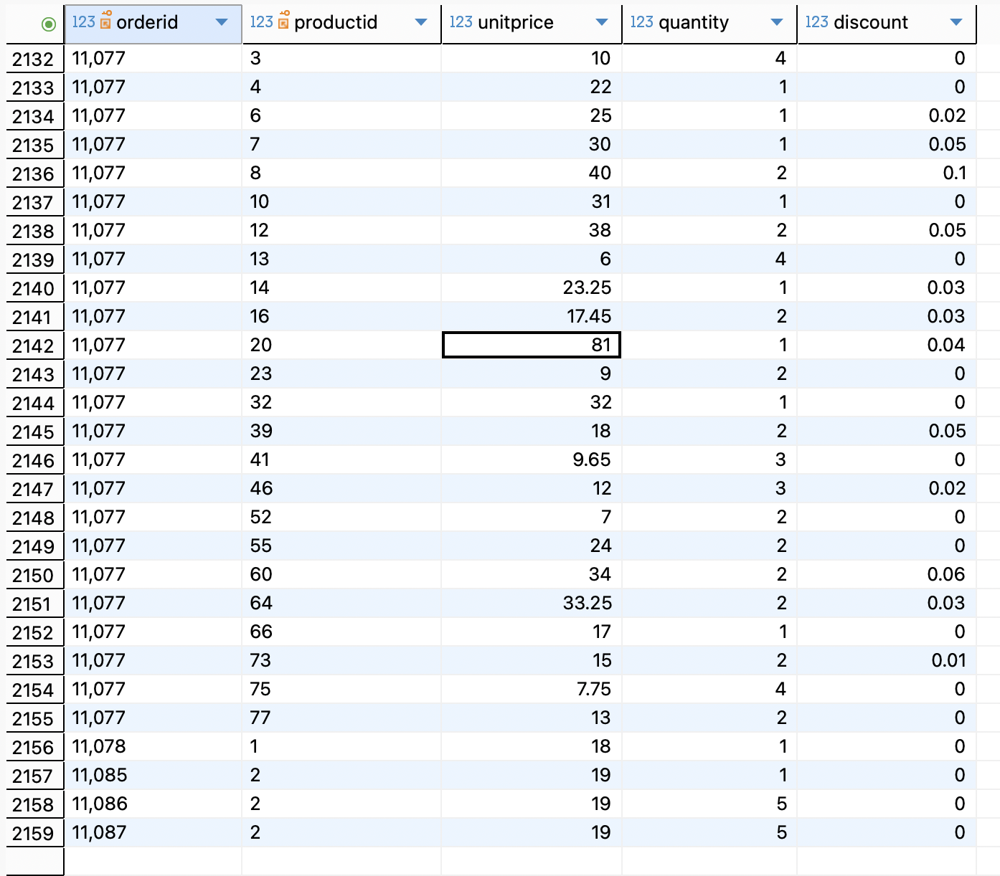 123 orderid 123 productid 123 unitprice 123 quantity 123 discount
2132 11,077 3 10 4 0
2133 11,077 4 22 1 0
2134 11,077 6 25 1 0.02
2135 11,077 7 30 1 0.05
2136 11,077 8 40 2 0.1
2137 11,077 10 31 1 0
2138 11,077 12 38 2 0.05
2139 11,077 13 6 4 0
2140 11,077 14 23.25 1 0.03
2141 11,077 16 17.45 2 0.03
2142 11,077 20 81 1 0.04
2143 11,077 23 9 2 0
2144 11,077 32 32 1 0
2145 11,077 39 18 2 0.05
2146 11,077 41 9.65 3 0
2147 11,077 46 12 3 0.02
2148 11,077 52 7 2 0
2149 11,077 55 24 2 0
2150 11,077 60 34 2 0.06
2151 11,077 64 33.25 2 0.03
2152 11,077 66 17 1 0
2153 11,077 73 15 2 0.01
2154 11,077 75 7.75 4 0
2155 11,077 77 13 2 0
2156 11,078 1 18 1 0
2157 11,085 2 19 1 0
2158 11,086 2 19 5 0
2159 11,087 2 19 5 0